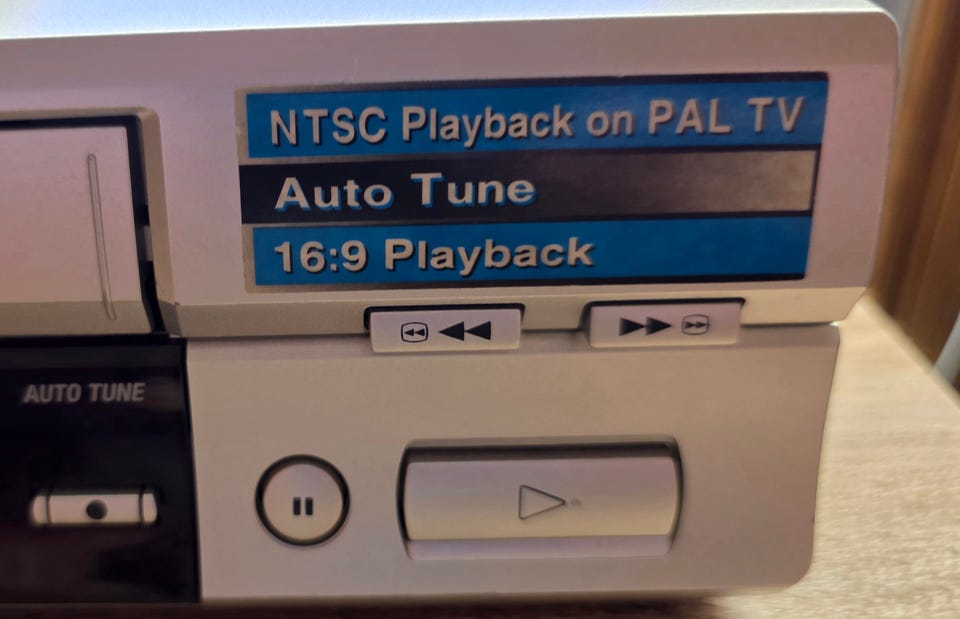 NTSC Playback on PAL TV
Auto Tune
16:9 Playback
AUTO TUNE